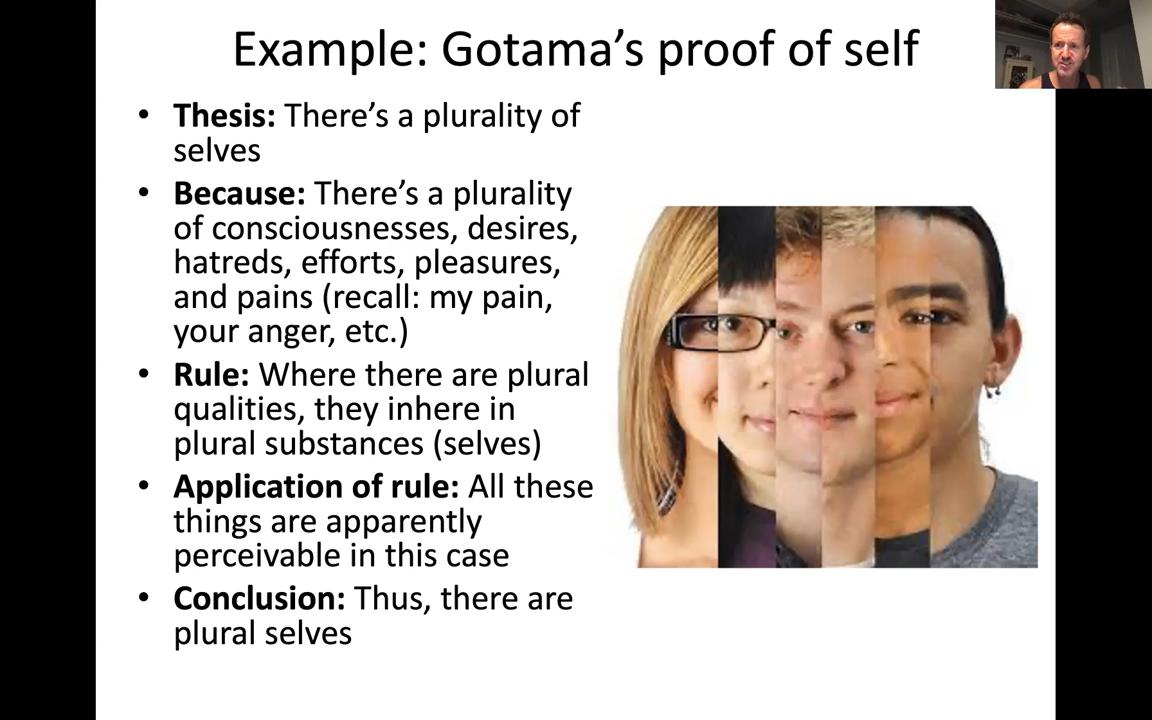 Example: Gotama's proof of self
• Thesis: There's a plurality of
selves
• Because: There's a plurality
of consciousnesses, desires,
hatreds, efforts, pleasures,
and pains (recall: my pain,
your anger, etc.)
• Rule: Where there are plural
qualities, they inhere in
plural substances (selves)
• Application of rule: All these
things are apparently
perceivable in this case
• Conclusion: Thus, there are
plural selves